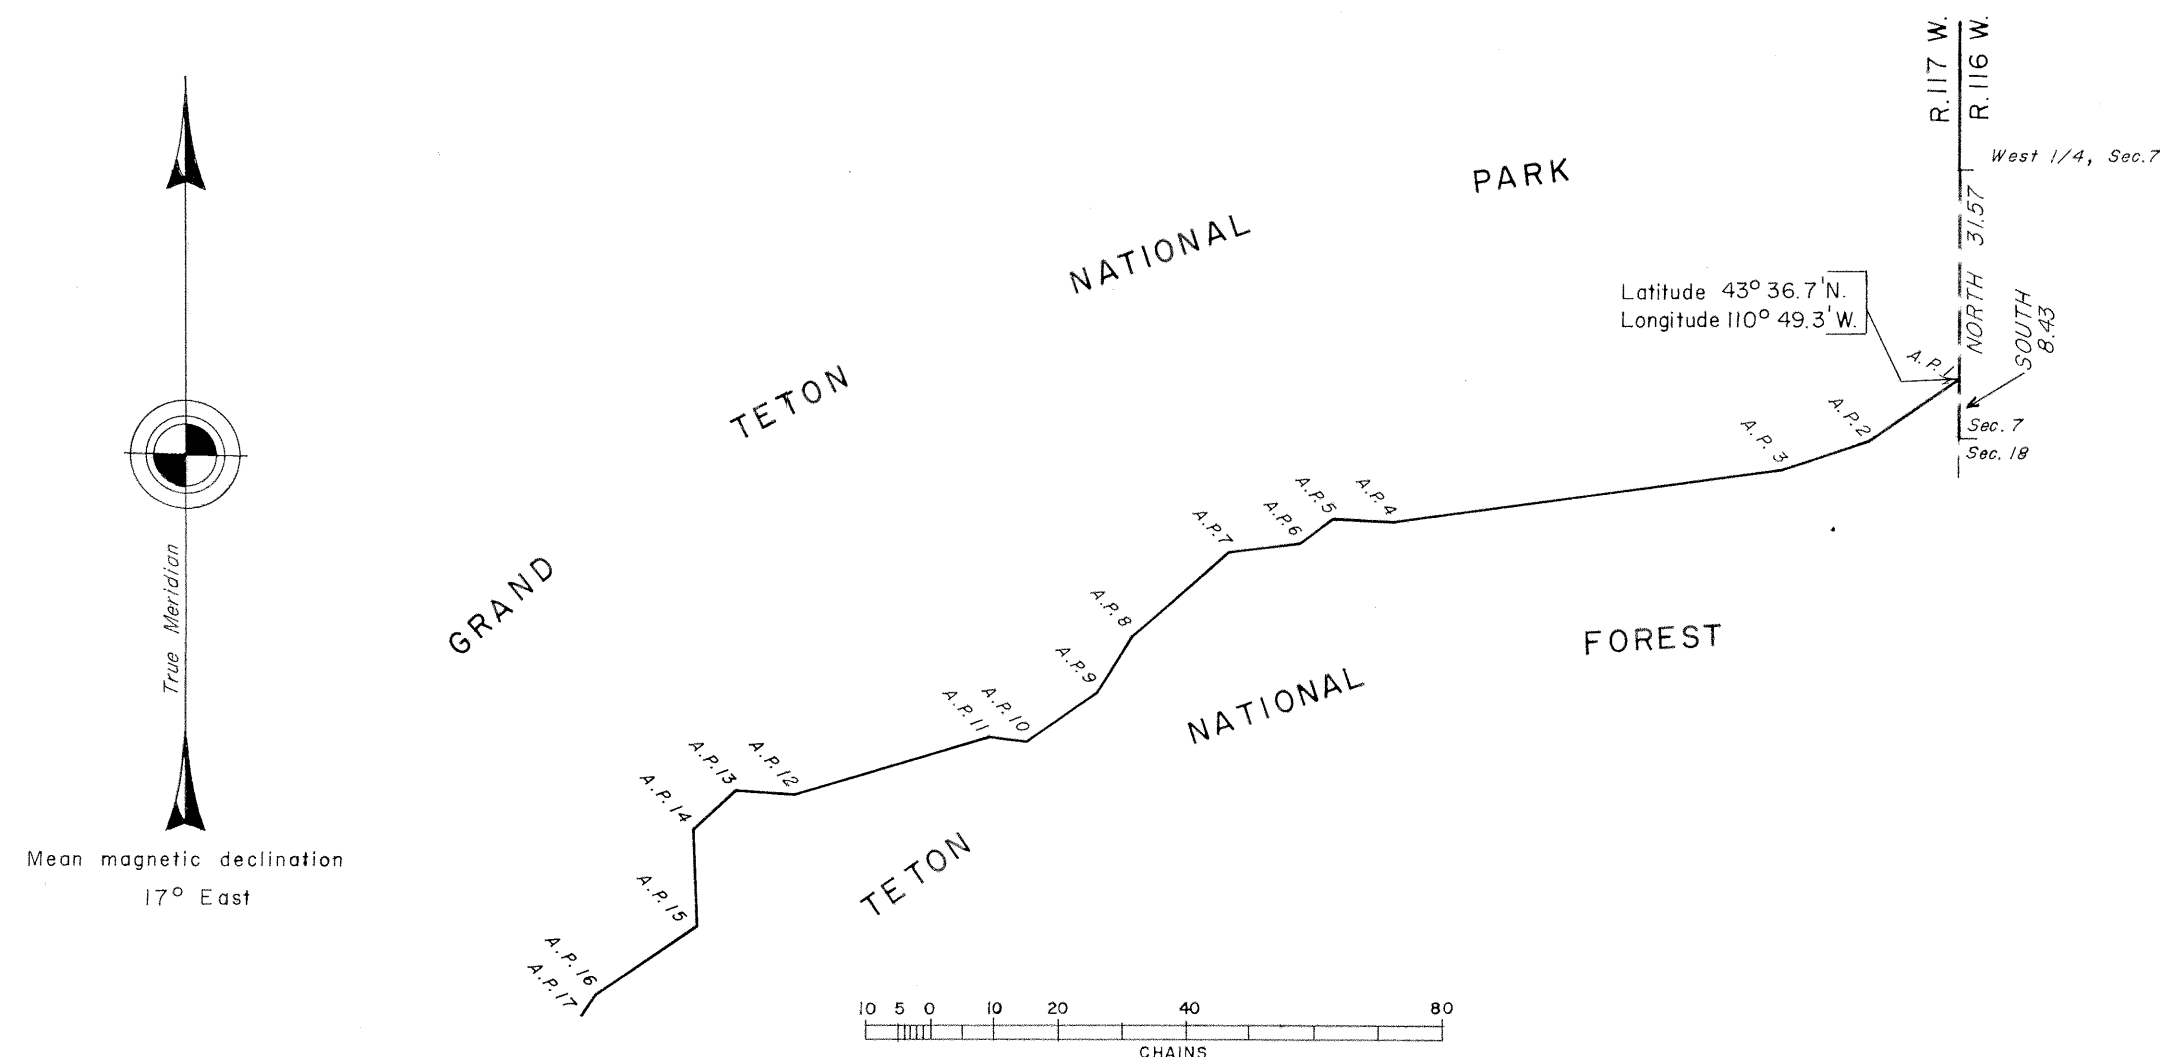 R. 117 W.
R. 116 W.
West 1/4, Sec. 7
PARK
NATIONAL
TETON
GRAND
NORTH 31.57
SOUTH
8.43
Latitude 43° 36.7' N.
Longitude 110° 49.3' W.
A. P. 1
A. P. 2
A. P. 3
Sec. 7
Sec. 18
A. P. 4
A. P. 5
A. P. 6
A. P. 7
A. P. 8
A. P. 9
A. P. 10
A. P. 11
A. P. 12
A. P. 13
A. P. 14
A. P. 15
A. P. 16
A. P. 17
FOREST
NATIONAL
TETON
True Meridian
Mean magnetic declination
17° East
10 5 0 10 20 40 80
CHAINS